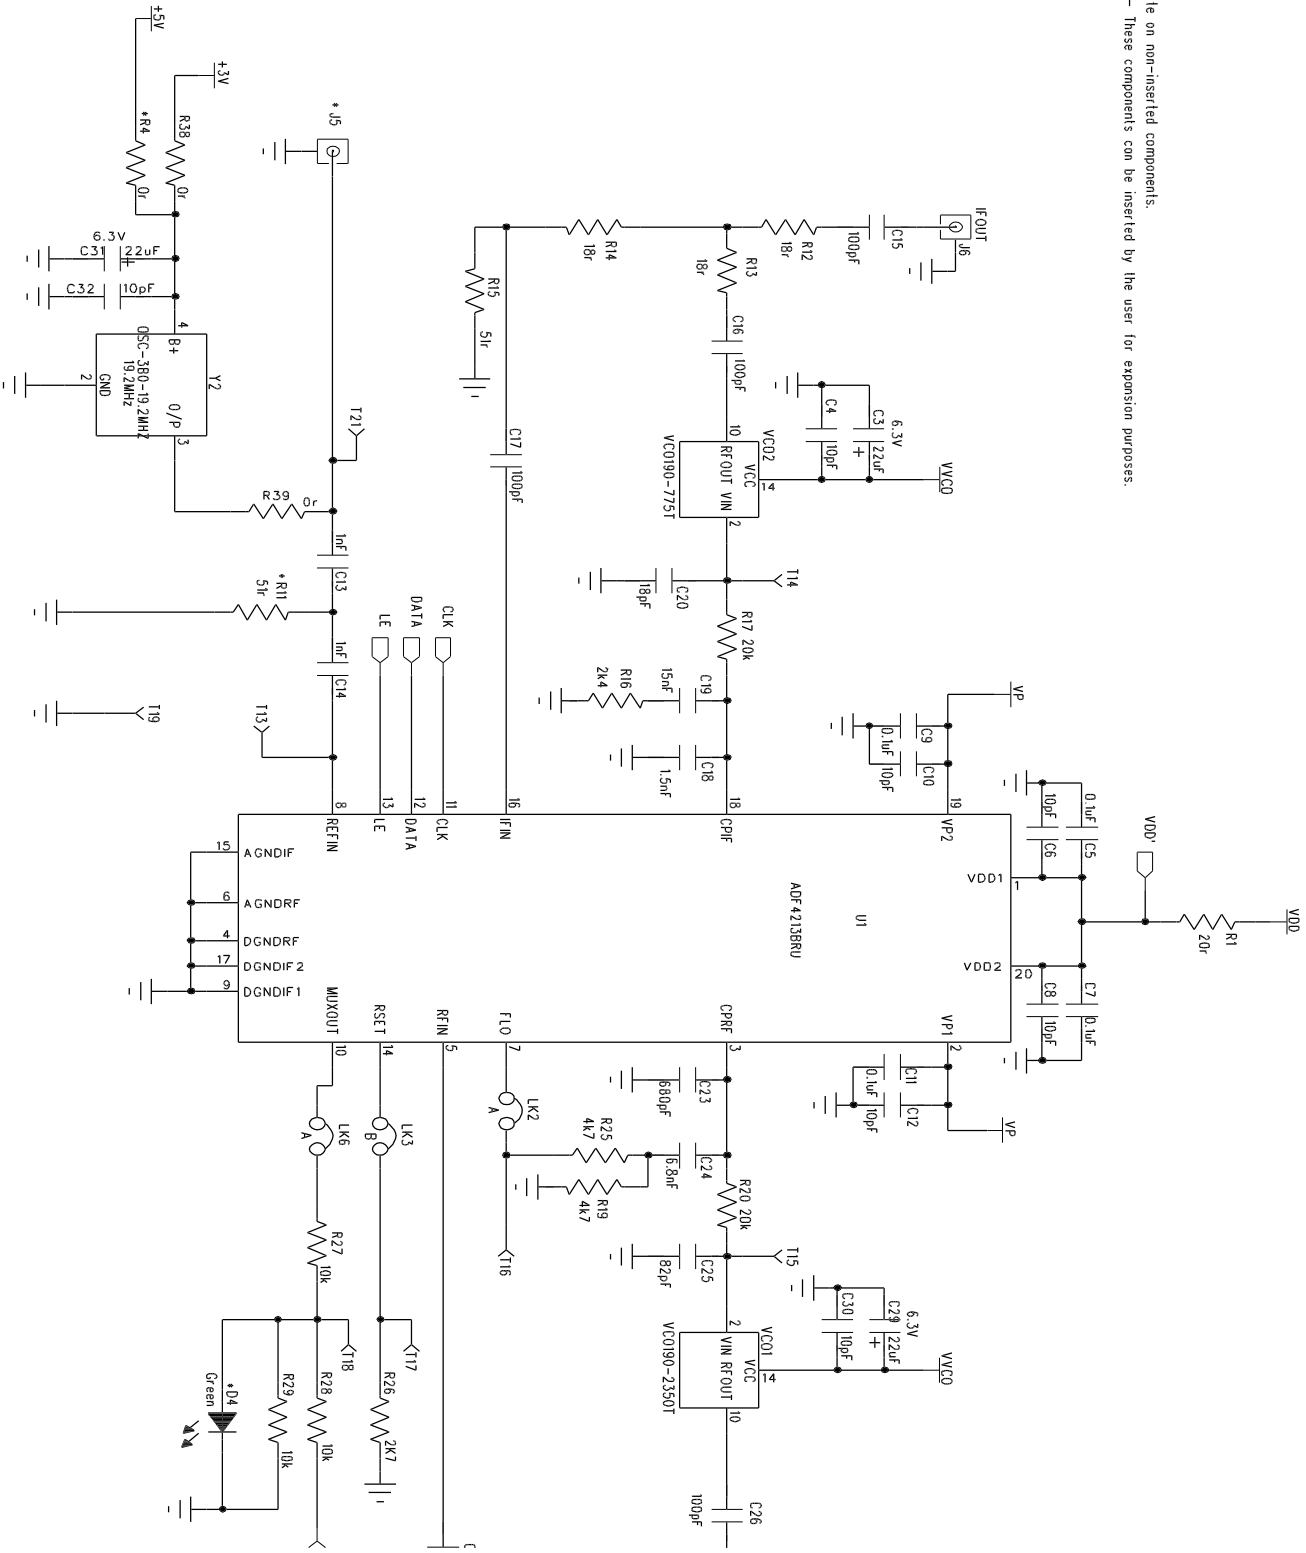 te on non-inserted components.
- These components can be inserted by the user for expansion purposes.
+5V
+3V
*R4
0r
R38
0r
6.3V
C31
22uF
+
C32
10pF
4
B+
OSC-3B0-19.2MHZ
19.2MHz
Y2
GND
2
O/P
3
* J5
T21
R39
0r
1nF
C13
*R11
51r
1nF
C14
T19
T13
IFOUT
J6
C15
100pF
R12
18r
R13
18r
R14
18r
R15
51r
C16
100pF
C17
100pF
VCO2
VCO190-775T
10
RFOUT
VIN
VCC
14
2
C4
10pF
C3
6.3V
22uF
+
VVCO
T14
C20
18pF
R17
20k
C19
15nF
R16
2k4
C18
1.5nF
LE
DATA
CLK
VP
C9
0.1uF
C10
10pF
0.1uF
C5
10pF
C6
VDD'
VDD
R1
20r
C7
0.1uF
C8
10pF
8
REFIN
13
LE
12
DATA
11
CLK
16
IFIN
18
CPIF
19
VP2
VDD1
1
VDD2
20
U1
ADF4213BRU
15
AGNDIF
6
AGNDRF
4
DGNDRF
17
DGNDIF2
9
DGNDIF1
MUXOUT
10
RSET
14
RFIN
5
FLO
7
CPRF
3
VP1
2
C11
0.1uF
C12
10pF
VP
C23
680pF
C24
6.8nF
R25
4k7
R19
4k7
R20
20k
LK2
A
T16
LK3
B
LK6
A
R27
10k
T15
C25
82pF
VCO1
VCO190-2350T
2
VIN
RFOUT
VCC
14
10
C30
10pF
C29
6.3V
22uF
+
VVCO
C26
100pF
T18
T17
R26
2K7
R28
10k
R29
10k
*D4
Green